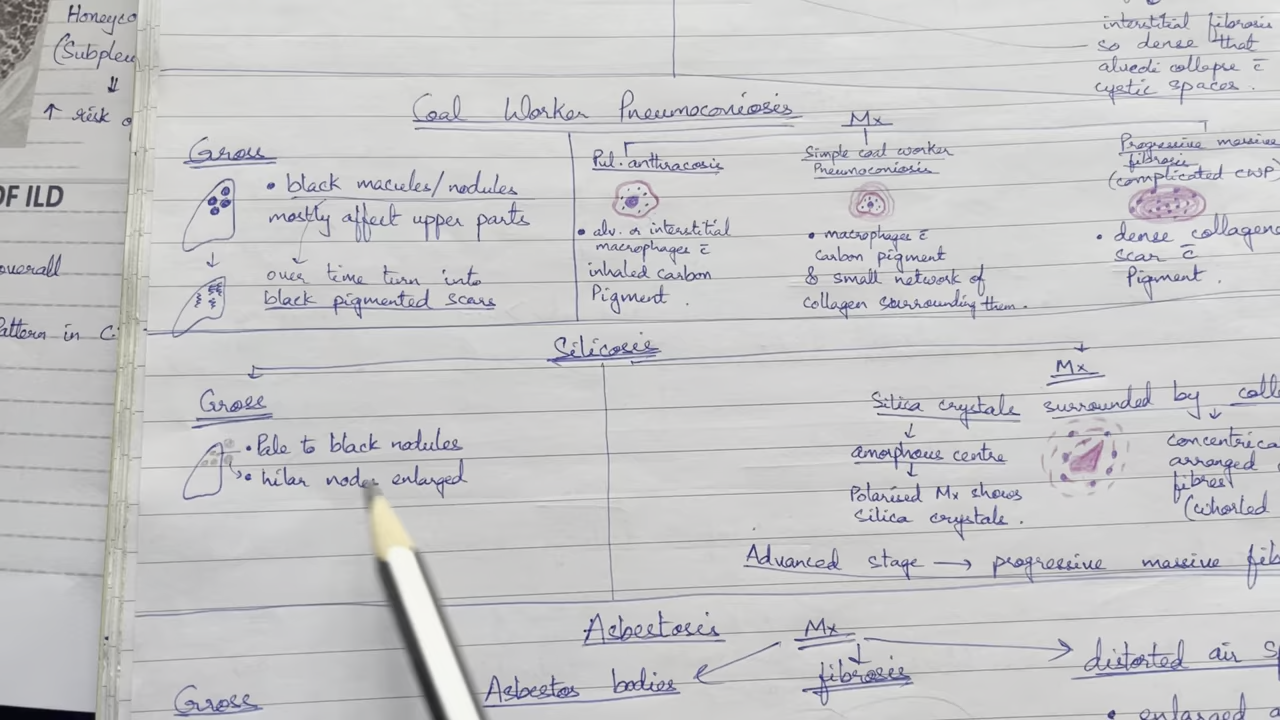 Honeyco
(Subpleu
↓
↑ risk o
OF ILD
overall
Pattern in C
interstitial fibrosis
so dense that
alveoli collapse c̄
cystic spaces.
Coal Worker Pneumoconiosis
Mx
Gross
• black macules/nodules
mostly affect upper parts
over time turn into
black pigmented scars
Pul. anthracosis
• alv. or interstitial
macrophages c̄
inhaled carbon
Pigment.
Simple coal worker
Pneumoconiosis
• macrophages c̄
carbon pigment
& small network of
collagen surrounding them.
Progressive massive
fibrosis
(complicated CWP)
• dense collagene
scar c̄
Pigment.
Silicosis
Gross
• Pale to black nodules
• hilar nodes enlarged
Mx
Silica crystals surrounded by coll
↓
amorphous centre
↓
Polarised Mx shows
Silica crystals.
concentrica
arranged
fibres
(whorled
Advanced stage → progressive massive fib
Asbestosis
Mx
Gross
Asbestos bodies
fibrosis
distorted air s
• enlarged a